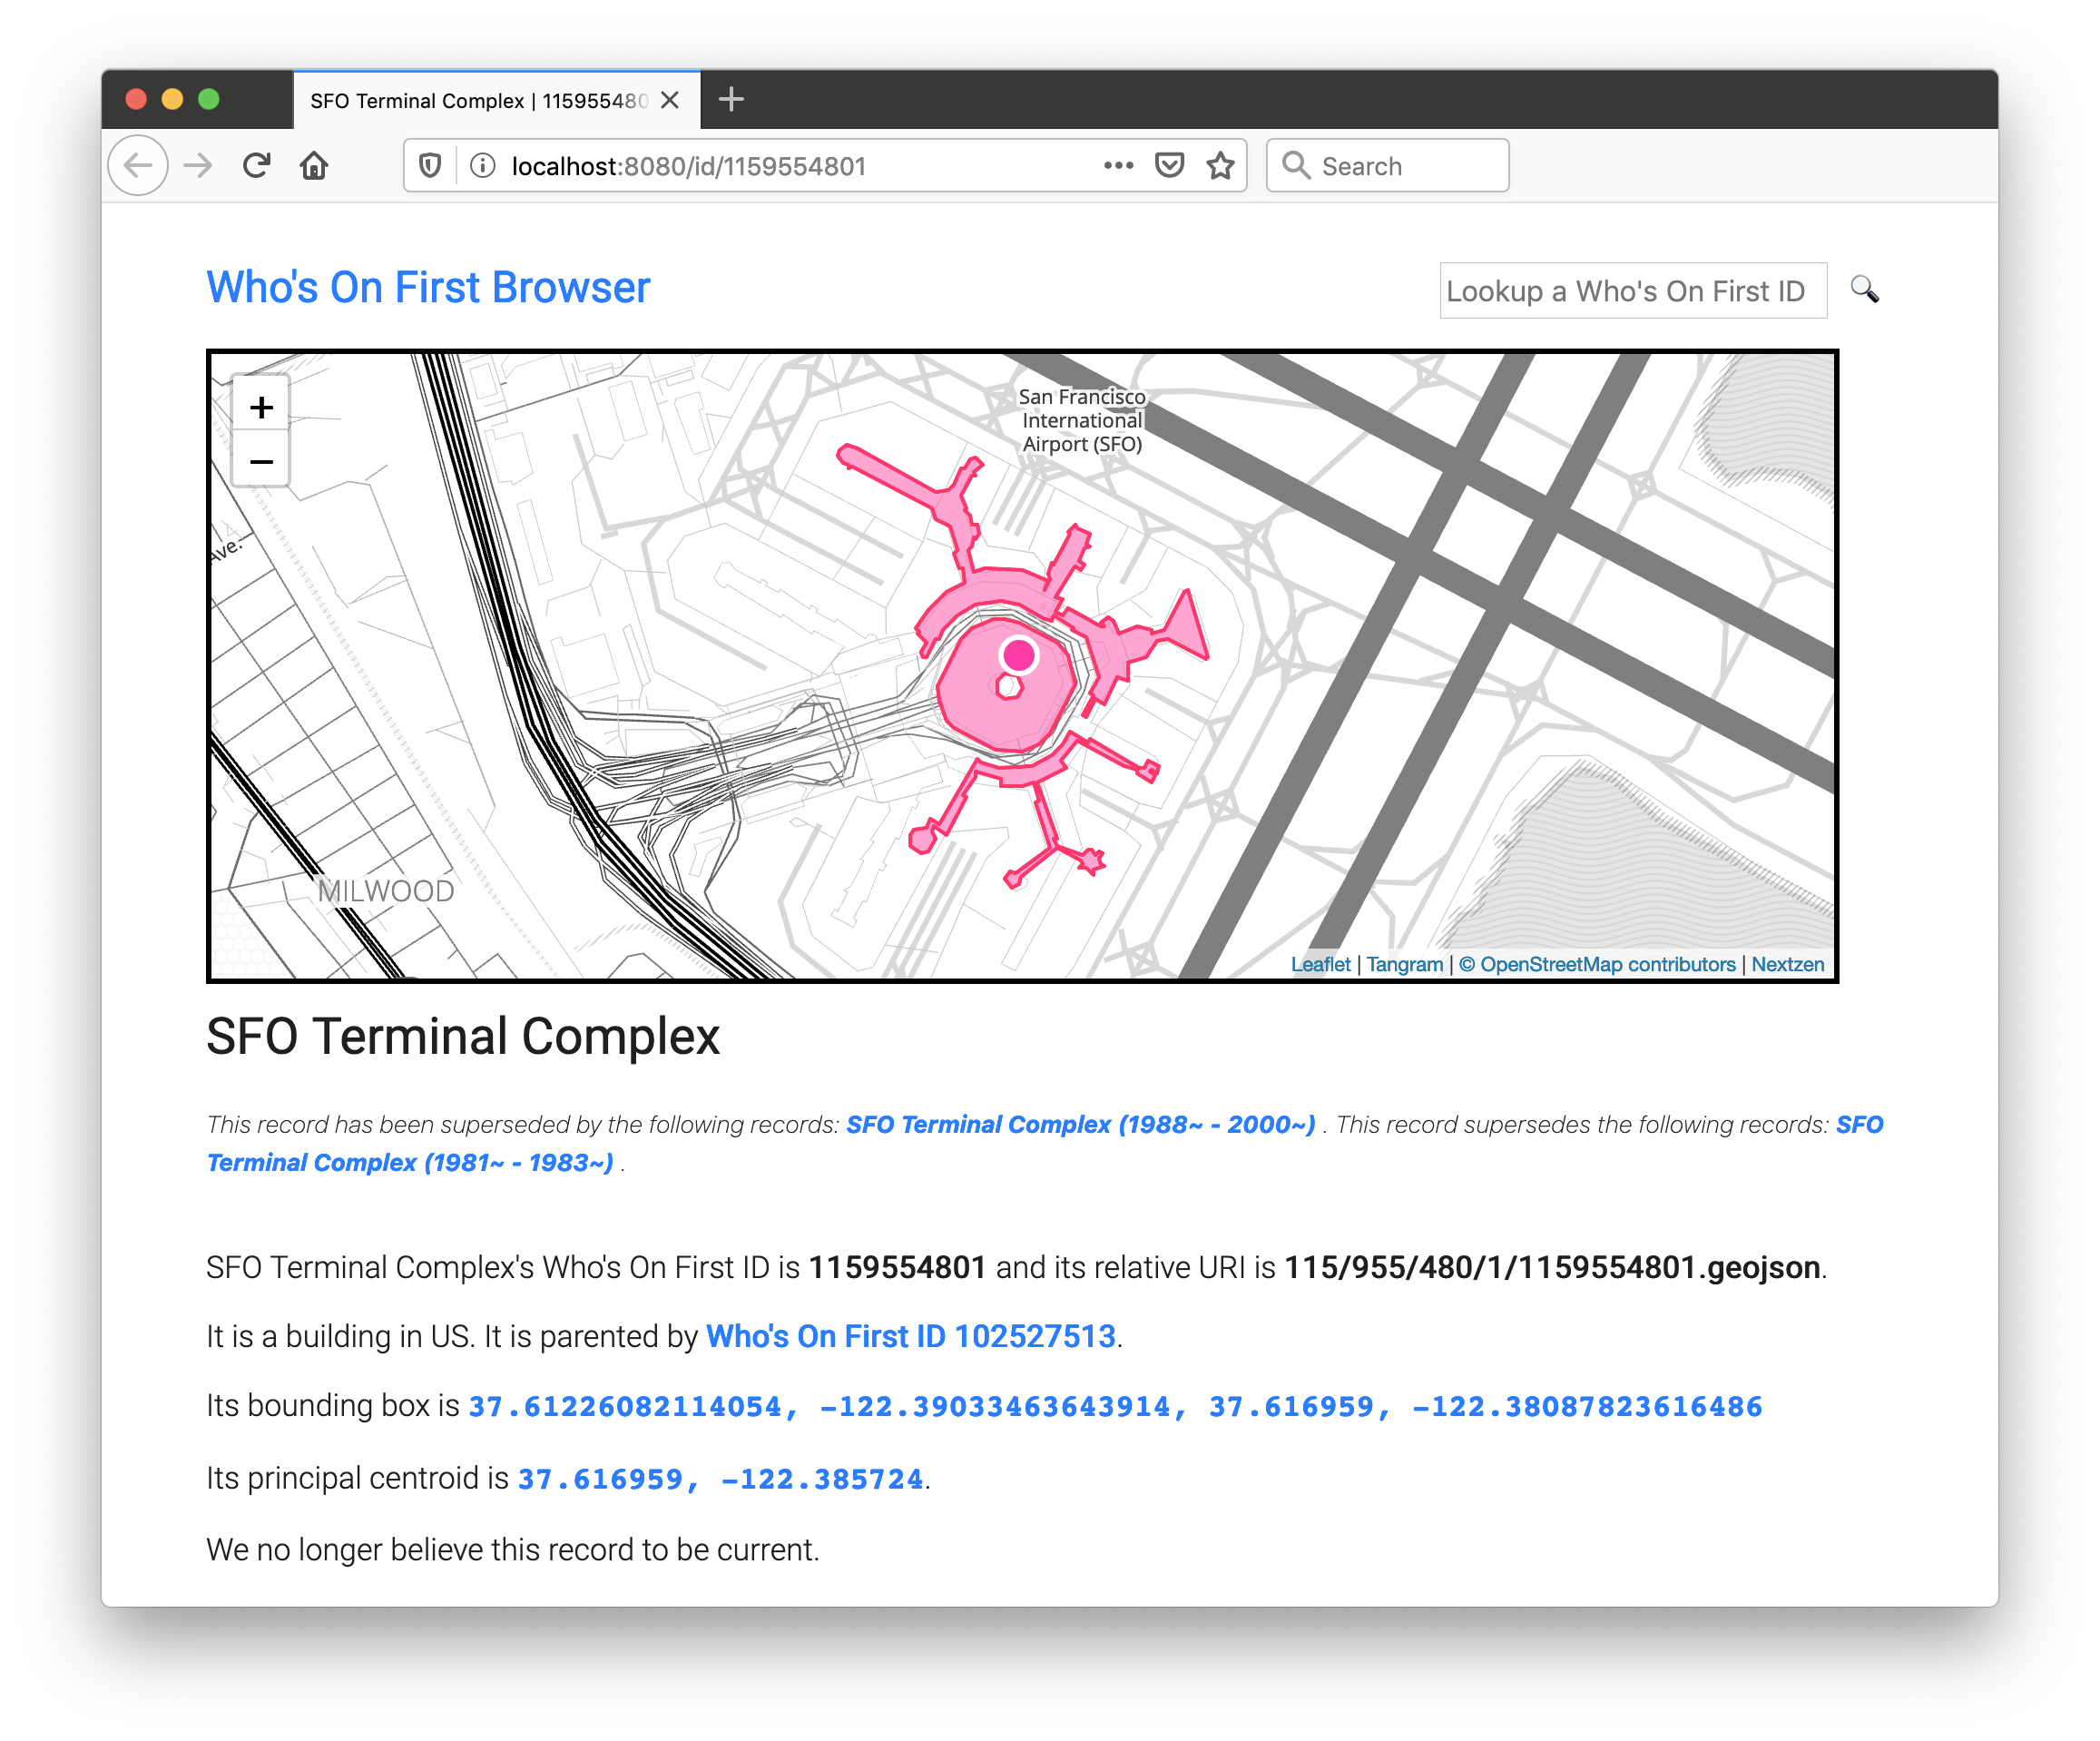 SFO Terminal Complex | 115955480
localhost:8080/id/1159554801
Search
Who's On First Browser
Lookup a Who's On First ID
+
−
San Francisco
International
Airport (SFO)
Ave.
MILWOOD
Leaflet | Tangram | © OpenStreetMap contributors | Nextzen
SFO Terminal Complex
This record has been superseded by the following records: SFO Terminal Complex (1988~ - 2000~) . This record supersedes the following records: SFO
Terminal Complex (1981~ - 1983~) .
SFO Terminal Complex's Who's On First ID is 1159554801 and its relative URI is 115/955/480/1/1159554801.geojson.
It is a building in US. It is parented by Who's On First ID 102527513.
Its bounding box is 37.61226082114054, -122.39033463643914, 37.616959, -122.38087823616486
Its principal centroid is 37.616959, -122.385724.
We no longer believe this record to be current.